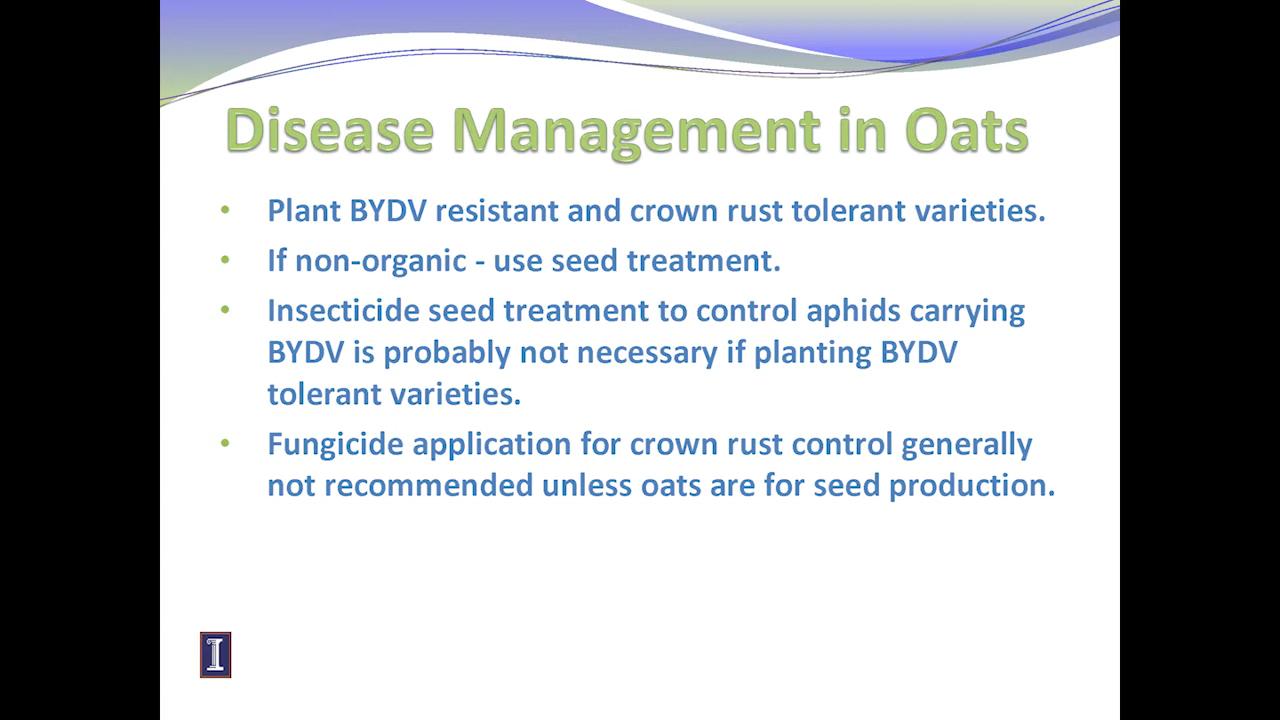 Disease Management in Oats
• Plant BYDV resistant and crown rust tolerant varieties.
• If non-organic - use seed treatment.
• Insecticide seed treatment to control aphids carrying
BYDV is probably not necessary if planting BYDV
tolerant varieties.
• Fungicide application for crown rust control generally
not recommended unless oats are for seed production.
I